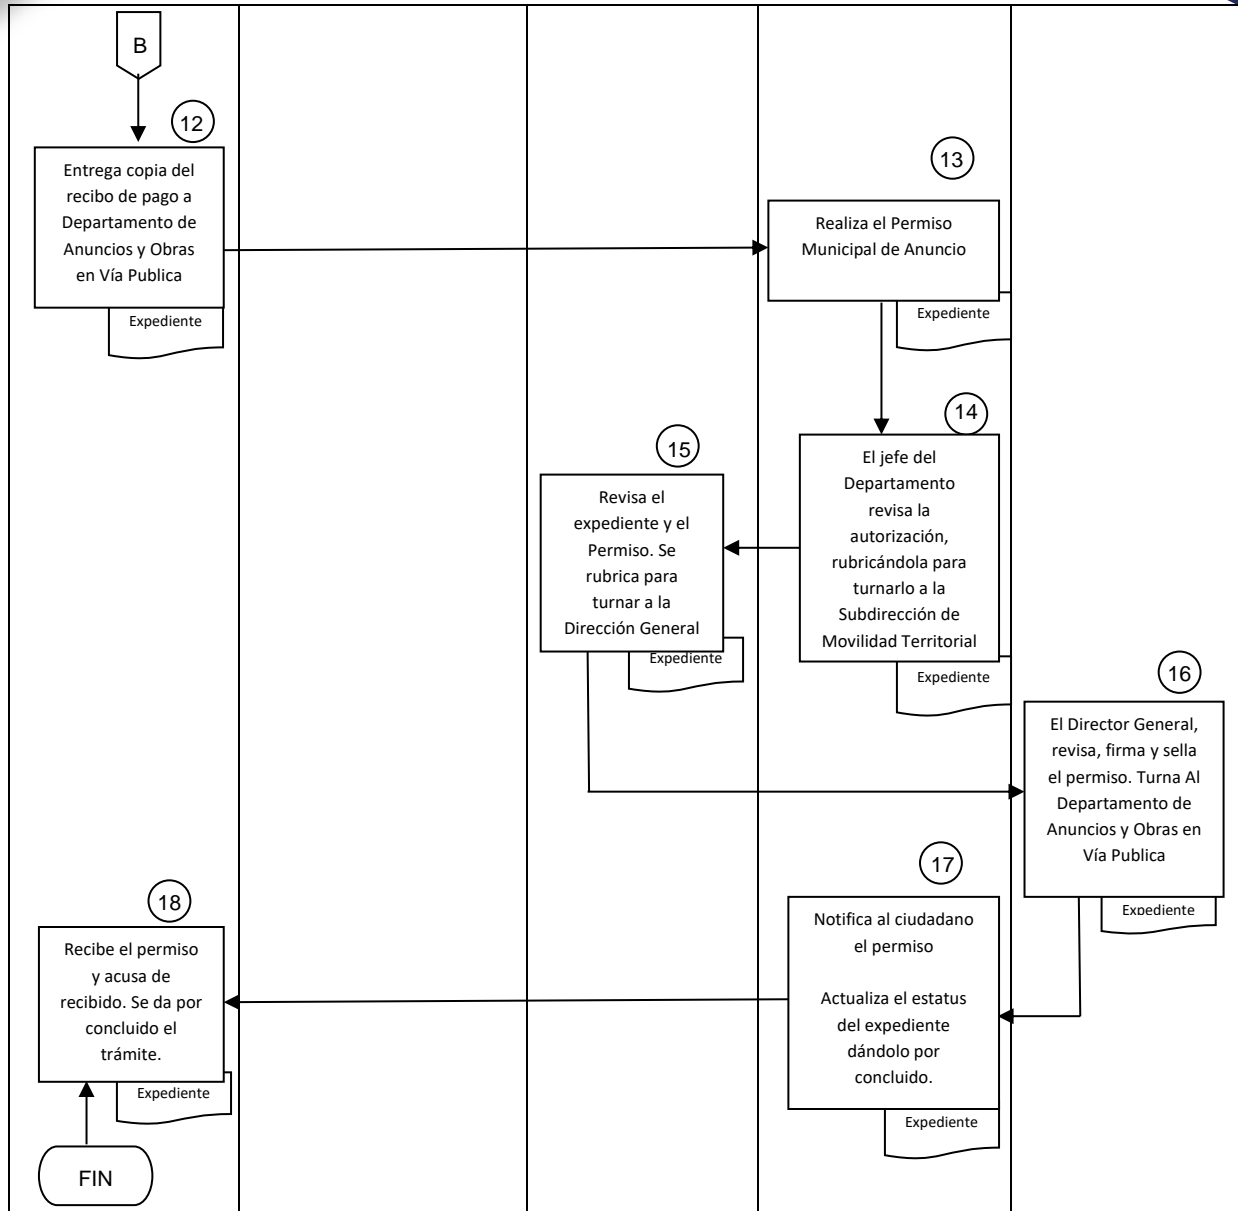 B
12
Entrega copia del
recibo de pago a
Departamento de
Anuncios y Obras
en Vía Publica
Expediente
13
Realiza el Permiso
Municipal de Anuncio
Expediente
14
El jefe del
Departamento
revisa la
autorización,
rubricándola para
turnarlo a la
Subdirección de
Movilidad Territorial
Expediente
15
Revisa el
expediente y el
Permiso. Se
rubrica para
turnar a la
Dirección General
Expediente
16
El Director General,
revisa, firma y sella
el permiso. Turna Al
Departamento de
Anuncios y Obras en
Vía Publica
Expediente
17
Notifica al ciudadano
el permiso
Actualiza el estatus
del expediente
dándolo por
concluido.
Expediente
18
Recibe el permiso
y acusa de
recibido. Se da por
concluido el
trámite.
Expediente
FIN